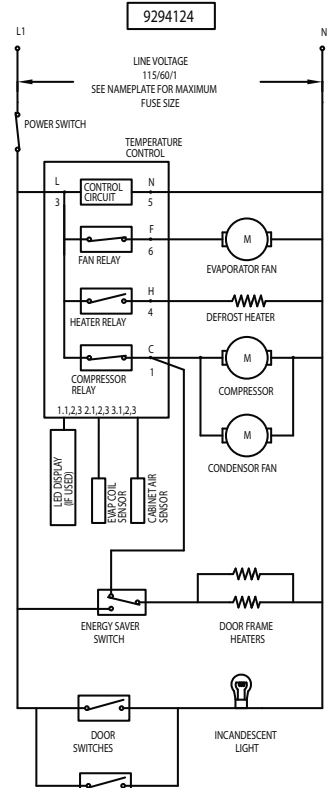 9294124
L1
N
LINE VOLTAGE
115/60/1
SEE NAMEPLATE FOR MAXIMUM
FUSE SIZE
POWER SWITCH
TEMPERATURE
CONTROL
L
CONTROL
CIRCUIT
N
3
5
F
6
FAN RELAY
M
EVAPORATOR FAN
H
4
HEATER RELAY
DEFROST HEATER
C
1
COMPRESSOR
RELAY
M
COMPRESSOR
1.1,2,3 2.1,2,3 3.1,2,3
M
CONDENSOR FAN
LED DISPLAY
(IF USED)
EVAP COIL
SENSOR
CABINET AIR
SENSOR
ENERGY SAVER
SWITCH
DOOR FRAME
HEATERS
DOOR
SWITCHES
INCANDESCENT
LIGHT